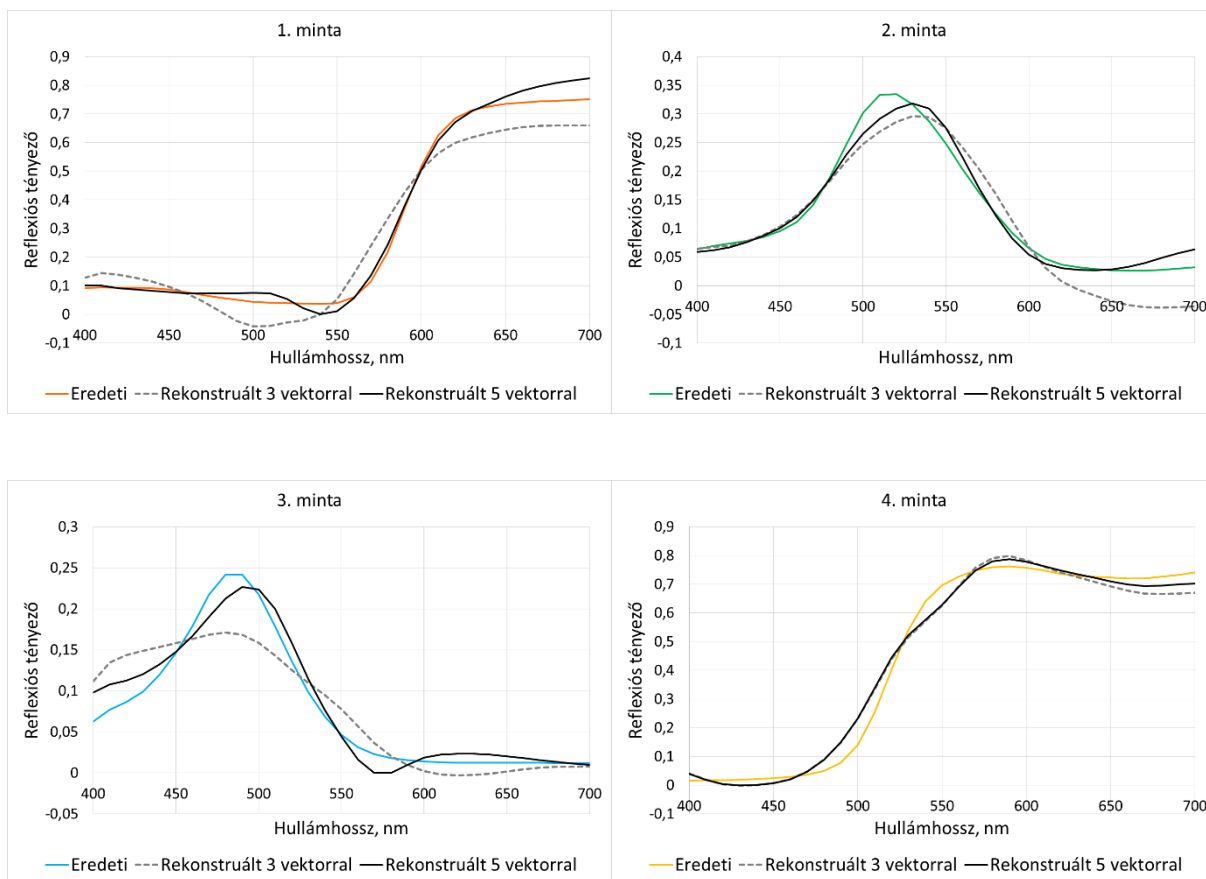 1. minta
0,9
0,8
0,7
0,6
0,5
0,4
0,3
0,2
0,1
0
-0,1
Reflexiós tényező
400 450 500 550 600 650 700
Hullámhossz, nm
Eredeti Rekonstruált 3 vektorral Rekonstruált 5 vektorral
2. minta
0,4
0,35
0,3
0,25
0,2
0,15
0,1
0,05
0
-0,05
-0,1
Reflexiós tényező
400 450 500 550 600 650 700
Hullámhossz, nm
Eredeti Rekonstruált 3 vektorral Rekonstruált 5 vektorral
3. minta
0,3
0,25
0,2
0,15
0,1
0,05
0
-0,05
Reflexiós tényező
400 450 500 550 600 650 700
Hullámhossz, nm
Eredeti Rekonstruált 3 vektorral Rekonstruált 5 vektorral
4. minta
0,9
0,8
0,7
0,6
0,5
0,4
0,3
0,2
0,1
0
-0,1
Reflexiós tényező
400 450 500 550 600 650 700
Hullámhossz, nm
Eredeti Rekonstruált 3 vektorral Rekonstruált 5 vektorral